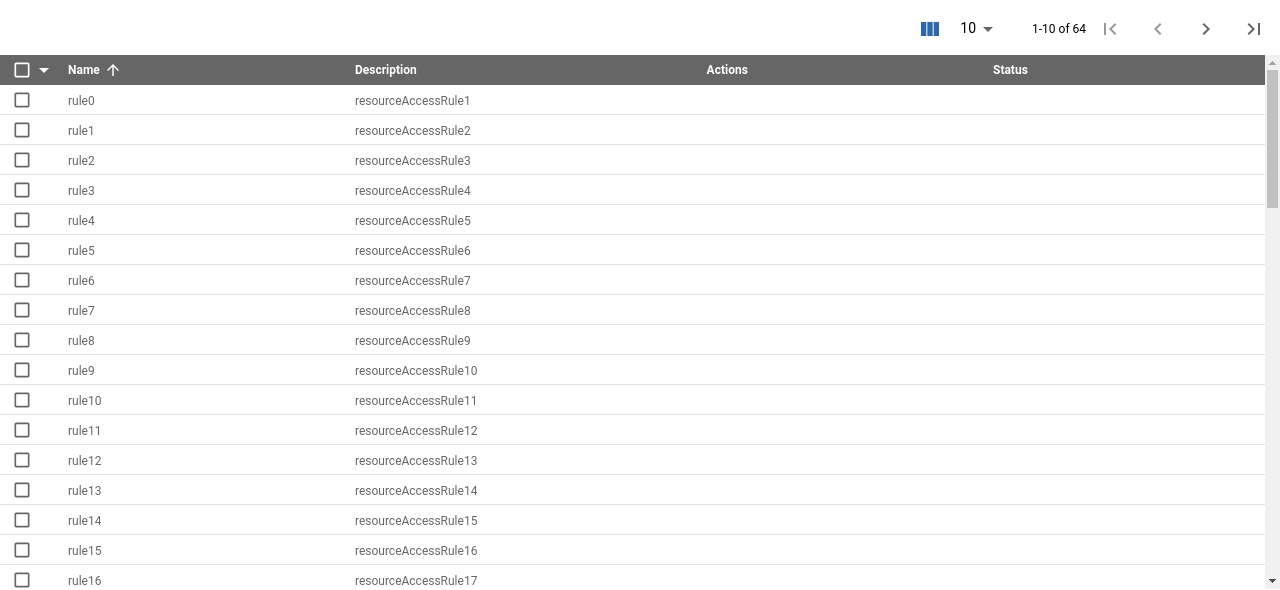 10 1-10 of 64
Name Description Actions Status
rule0 resourceAccessRule1
rule1 resourceAccessRule2
rule2 resourceAccessRule3
rule3 resourceAccessRule4
rule4 resourceAccessRule5
rule5 resourceAccessRule6
rule6 resourceAccessRule7
rule7 resourceAccessRule8
rule8 resourceAccessRule9
rule9 resourceAccessRule10
rule10 resourceAccessRule11
rule11 resourceAccessRule12
rule12 resourceAccessRule13
rule13 resourceAccessRule14
rule14 resourceAccessRule15
rule15 resourceAccessRule16
rule16 resourceAccessRule17